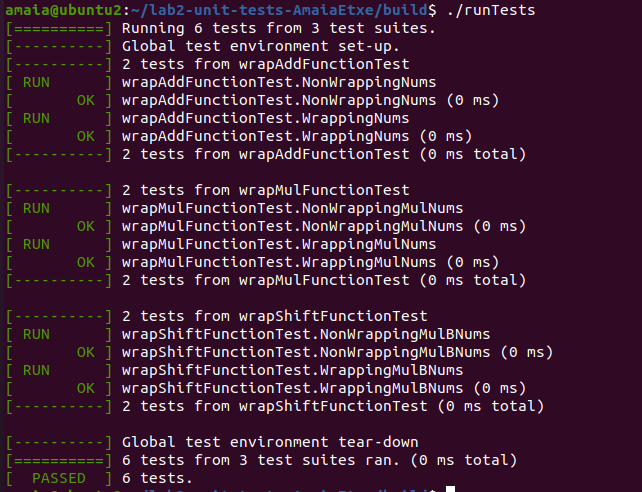 amaia@ubuntu2:~/lab2-unit-tests-AmaiaEtxe/build$ ./runTests
[==========] Running 6 tests from 3 test suites.
[----------] Global test environment set-up.
[----------] 2 tests from wrapAddFunctionTest
[ RUN      ] wrapAddFunctionTest.NonWrappingNums
[       OK ] wrapAddFunctionTest.NonWrappingNums (0 ms)
[ RUN      ] wrapAddFunctionTest.WrappingNums
[       OK ] wrapAddFunctionTest.WrappingNums (0 ms)
[----------] 2 tests from wrapAddFunctionTest (0 ms total)
[----------] 2 tests from wrapMulFunctionTest
[ RUN      ] wrapMulFunctionTest.NonWrappingMulNums
[       OK ] wrapMulFunctionTest.NonWrappingMulNums (0 ms)
[ RUN      ] wrapMulFunctionTest.WrappingMulNums
[       OK ] wrapMulFunctionTest.WrappingMulNums (0 ms)
[----------] 2 tests from wrapMulFunctionTest (0 ms total)
[----------] 2 tests from wrapShiftFunctionTest
[ RUN      ] wrapShiftFunctionTest.NonWrappingMulBNums
[       OK ] wrapShiftFunctionTest.NonWrappingMulBNums (0 ms)
[ RUN      ] wrapShiftFunctionTest.WrappingMulBNums
[       OK ] wrapShiftFunctionTest.WrappingMulBNums (0 ms)
[----------] 2 tests from wrapShiftFunctionTest (0 ms total)
[----------] Global test environment tear-down
[==========] 6 tests from 3 test suites ran. (0 ms total)
[  PASSED  ] 6 tests.